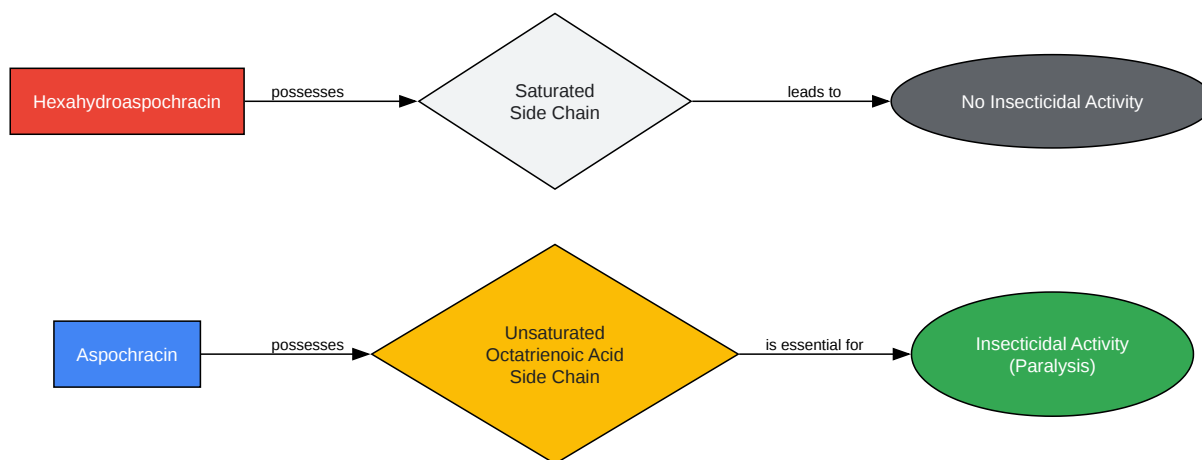 Hexahydroaspochracin
possesses
Saturated
Side Chain
leads to
No Insecticidal Activity
Aspochracin
possesses
Unsaturated
Octatrienoic Acid
Side Chain
is essential for
Insecticidal Activity
(Paralysis)